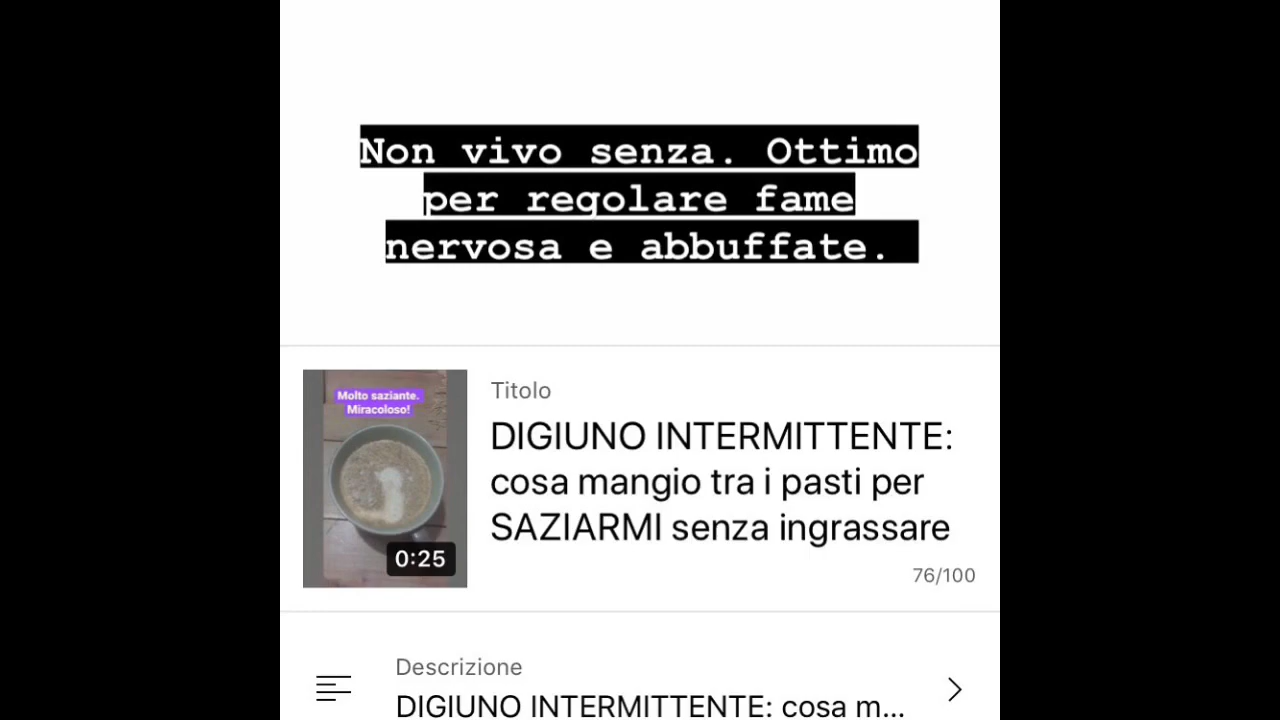 Non vivo senza. Ottimo
per regolare fame
nervosa e abbuffate.
Molto saziante.
Miracoloso!
0:25
Titolo
DIGIUNO INTERMITTENTE:
cosa mangio tra i pasti per
SAZIARMI senza ingrassare
76/100
Descrizione
DIGIUNO INTERMITTENTE: cosa m...